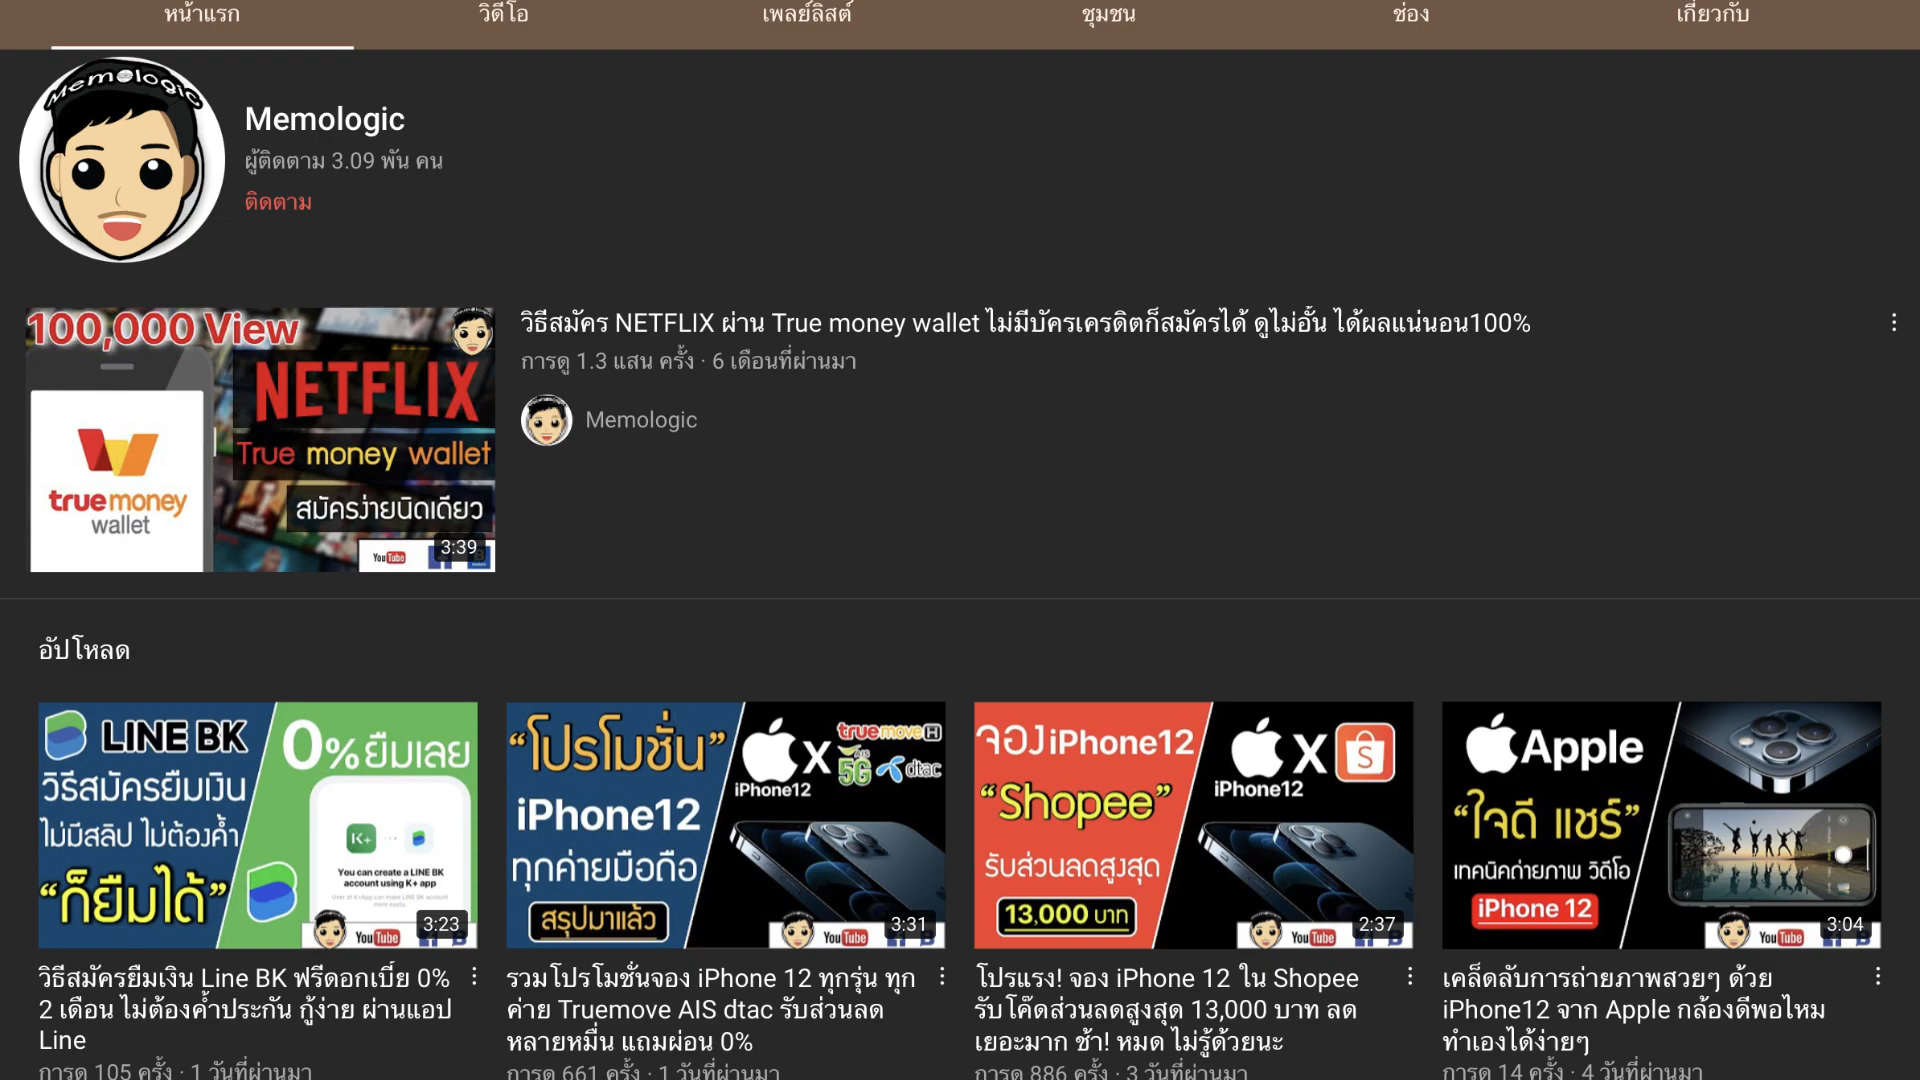 หน้าแรก วิดีโอ เพลย์ลิสต์ ชุมชน ช่อง เกี่ยวกับ
Memologic
Memologic
ผู้ติดตาม 3.09 พัน คน
ติดตาม
100,000 View
NETFLIX
True money wallet
สมัครง่ายนิดเดียว
truemoney
wallet
YouTube
3:39
วิธีสมัคร NETFLIX ผ่าน True money wallet ไม่มีบัครเครดิตก็สมัครได้ ดูไม่อั้น ได้ผลแน่นอน100%
การดู 1.3 แสน ครั้ง · 6 เดือนที่ผ่านมา
Memologic
อัปโหลด
LINE BK
วิธีสมัครยืมเงิน
ไม่มีสลิป ไม่ต้องค้ำ
“ก็ยืมได้”
0%ยืมเลย
K+
You can create a LINE BK
account using K+ app
YouTube
3:23
วิธีสมัครยืมเงิน Line BK ฟรีดอกเบี้ย 0%
2 เดือน ไม่ต้องค้ำประกัน กู้ง่าย ผ่านแอป
Line
การดู 105 ครั้ง · 1 วันที่ผ่านมา
“โปรโมชั่น”
iPhone12
ทุกค่ายมือถือ
สรุปมาแล้ว
iPhone12
X
truemove H
AIS
5G
dtac
YouTube
3:31
รวมโปรโมชั่นจอง iPhone 12 ทุกรุ่น ทุก
ค่าย Truemove AIS dtac รับส่วนลด
หลายหมื่น แถมผ่อน 0%
การดู 661 ครั้ง · 1 วันที่ผ่านมา
จองiPhone12
“Shopee”
รับส่วนลดสูงสุด
13,000 บาท
iPhone12
X
S
YouTube
2:37
โปรแรง! จอง iPhone 12 ใน Shopee
รับโค๊ดส่วนลดสูงสุด 13,000 บาท ลด
เยอะมาก ช้า! หมด ไม่รู้ด้วยนะ
การดู 886 ครั้ง · 3 วันที่ผ่านมา
Apple
“ใจดี แชร์”
เทคนิคถ่ายภาพ วิดีโอ
iPhone 12
YouTube
3:04
เคล็ดลับการถ่ายภาพสวยๆ ด้วย
iPhone12 จาก Apple กล้องดีพอไหม
ทำเองได้ง่ายๆ
การดู 14 ครั้ง · 4 วันที่ผ่านมา